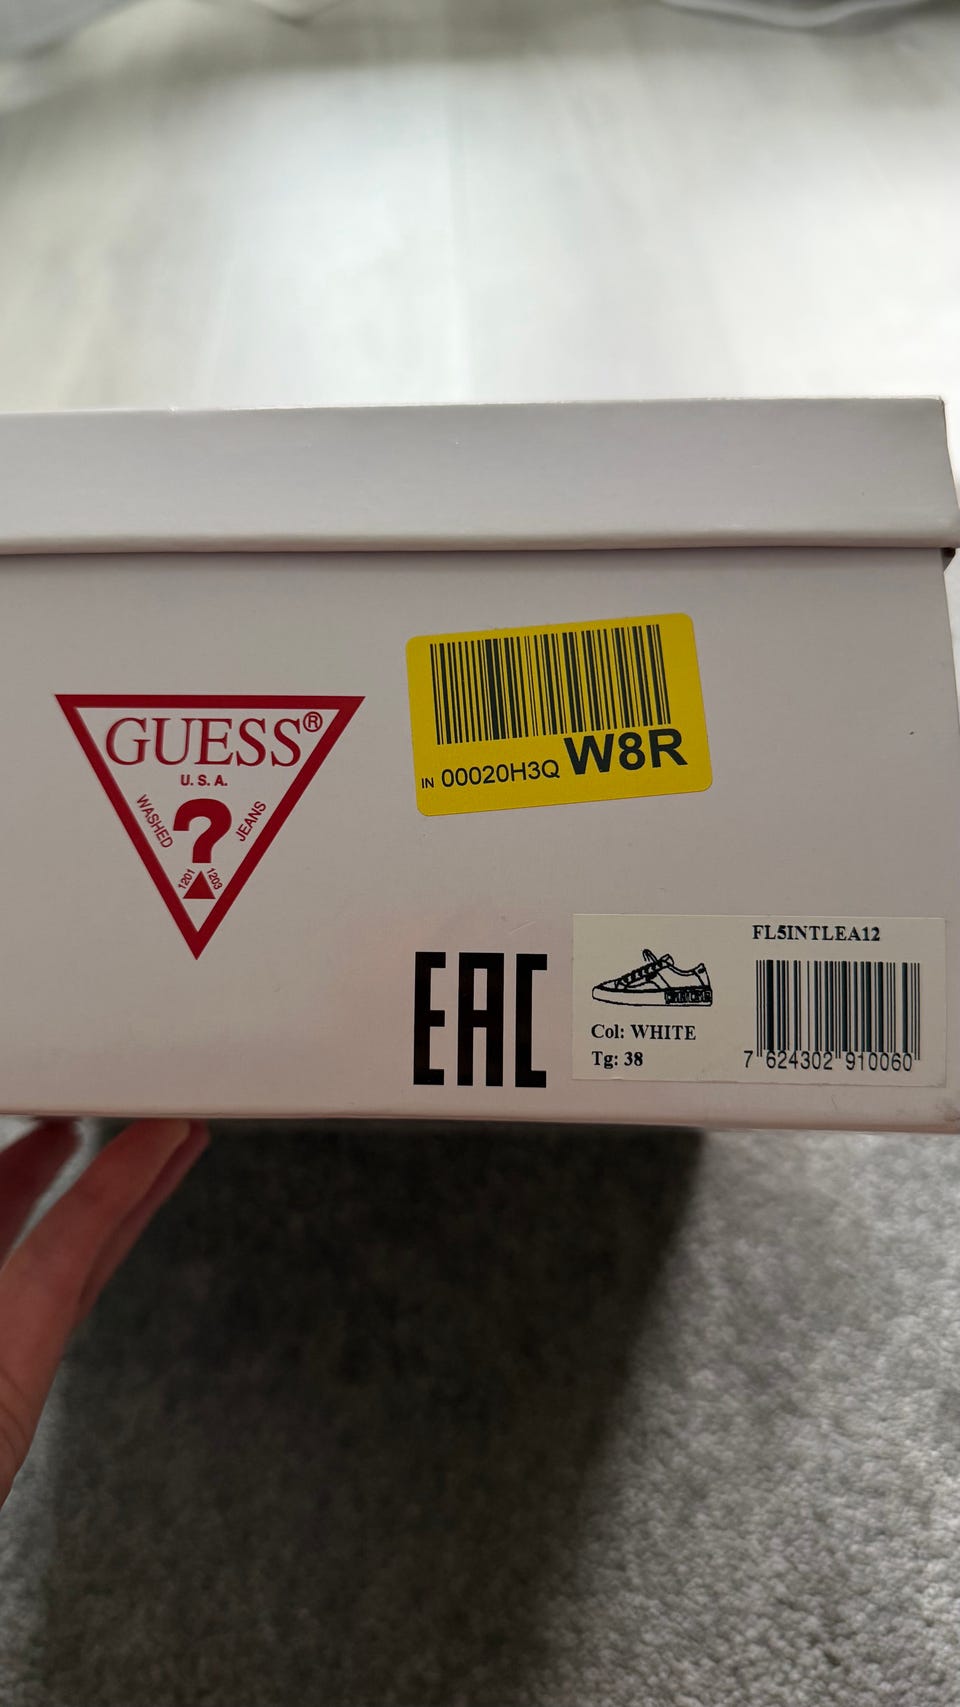 GUESS®
U.S.A.
WASHED ? JEANS
1201 1203
IN 00020H3Q W8R
EAC
FL5INTLEA12
Col: WHITE
Tg: 38
7 624302 910060